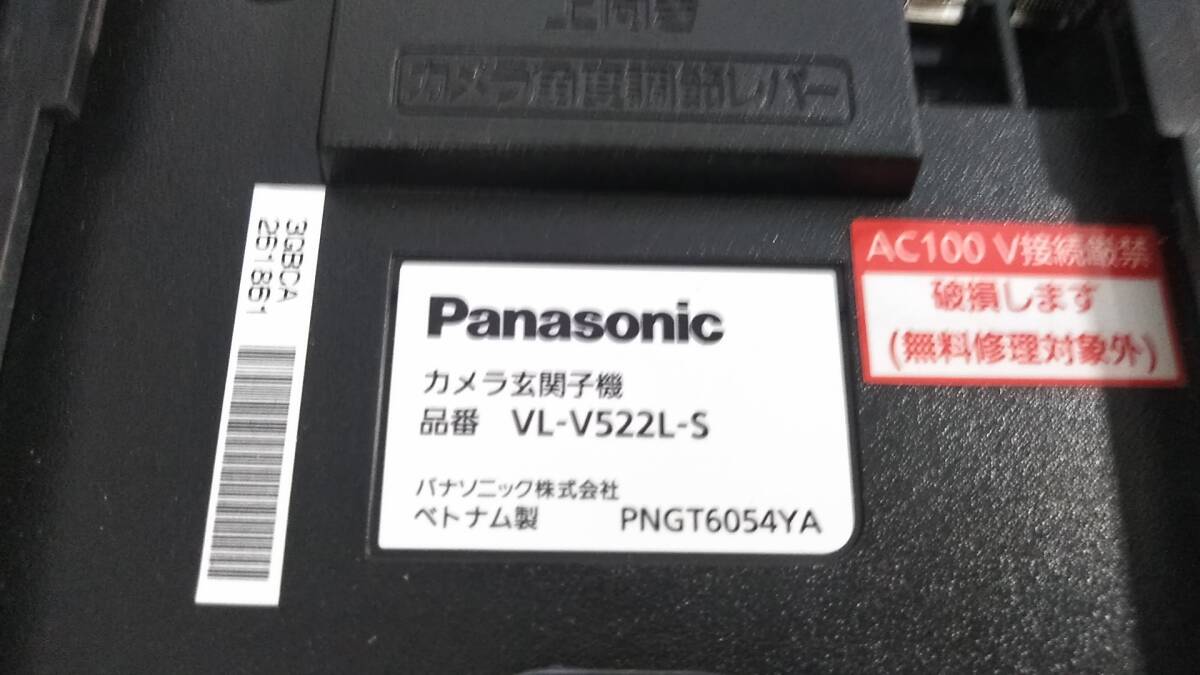 上向き
カメラ角度調節レバー
3GBCA
261861
AC100 V接続厳禁
破損します
(無料修理対象外)
Panasonic
カメラ玄関子機
品番 VL-V522L-S
パナソニック株式会社
ベトナム製 PNGT6054YA